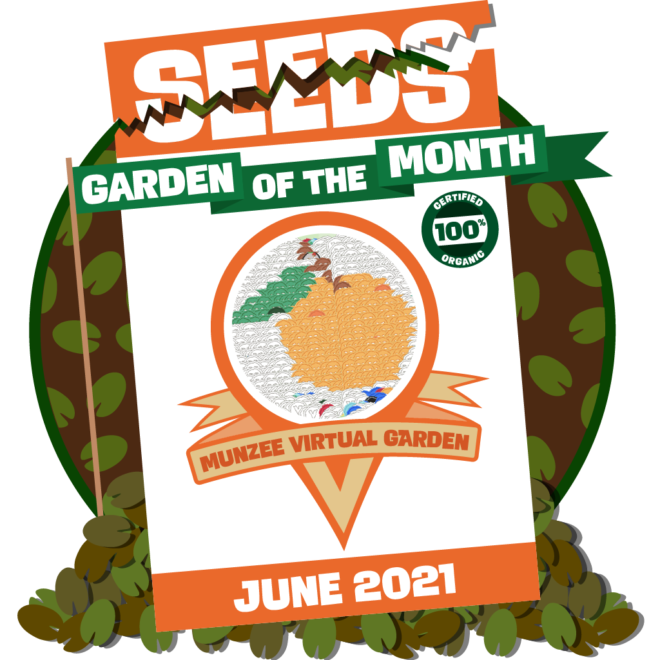 SEEDS
GARDEN OF THE MONTH
CERTIFIED
100%
ORGANIC
MUNZEE VIRTUAL GARDEN
JUNE 2021